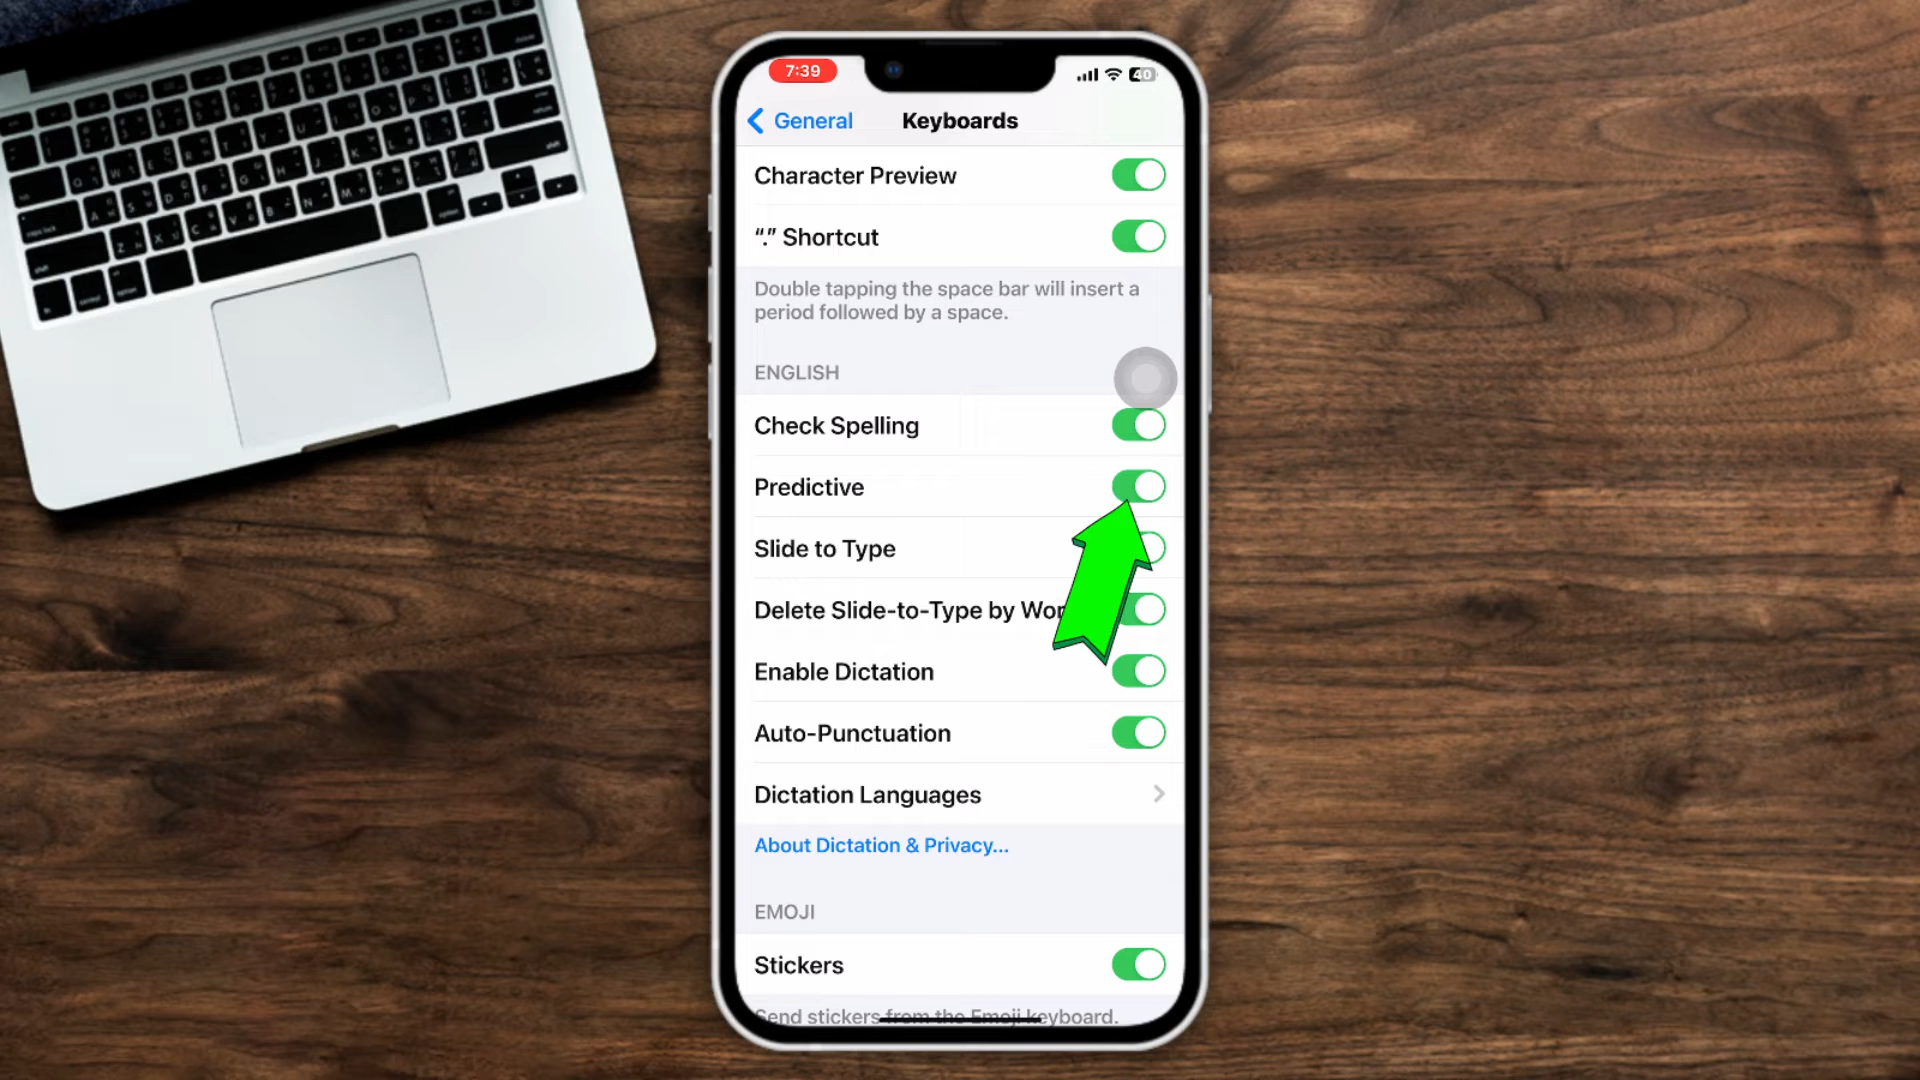 7:39
40
General
Keyboards
Character Preview
“.” Shortcut
Double tapping the space bar will insert a
period followed by a space.
ENGLISH
Check Spelling
Predictive
Slide to Type
Delete Slide-to-Type by Wor
Enable Dictation
Auto-Punctuation
Dictation Languages
About Dictation & Privacy...
EMOJI
Stickers
Send stickers from the Emoji keyboard.